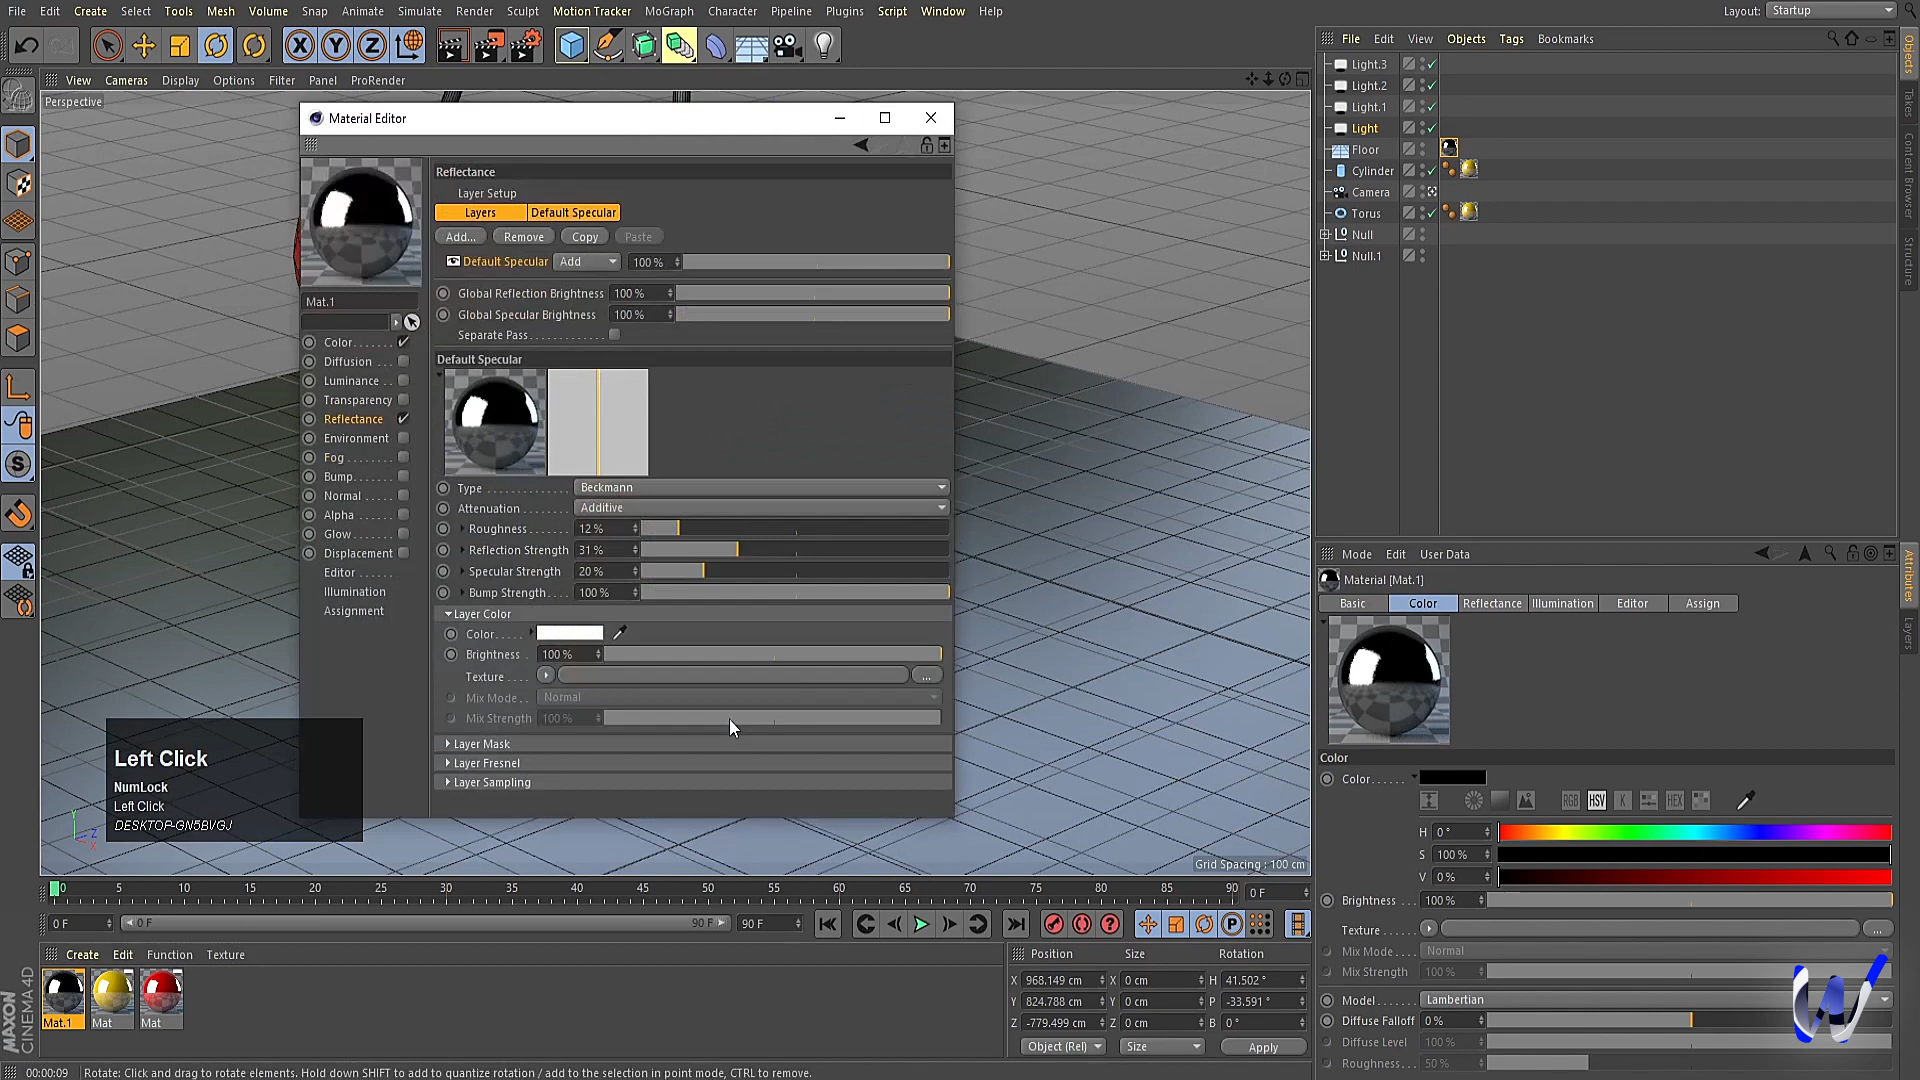 File Edit Create Select Tools Mesh Volume Snap Animate Simulate Render Sculpt Motion Tracker MoGraph Character Pipeline Plugins Script Window Help
Layout: Startup
X Y Z
File Edit View Objects Tags Bookmarks
View Cameras Display Options Filter Panel ProRender
Perspective
Material Editor
Reflectance
Layer Setup
Layers Default Specular
Add... Remove Copy Paste
Default Specular Add 100 %
Global Reflection Brightness 100 %
Global Specular Brightness 100 %
Separate Pass
Default Specular
Mat.1
Color
Diffusion
Luminance
Transparency
Reflectance
Environment
Fog
Bump
Normal
Alpha
Glow
Displacement
Editor
Illumination
Assignment
Type Beckmann
Attenuation Additive
Roughness 12 %
Reflection Strength 31 %
Specular Strength 20 %
Bump Strength 100 %
Layer Color
Color
Brightness 100 %
Texture ...
Mix Mode Normal
Mix Strength 100 %
Layer Mask
Layer Fresnel
Layer Sampling
Light.3
Light.2
Light.1
Light
Floor
Cylinder
Camera
Torus
Null
Null.1
Objects
Takes
Content Browser
Structure
Mode Edit User Data
Material [Mat.1]
Basic Color Reflectance Illumination Editor Assign
Attributes
Layers
Color
Color
RGB HSV K HEX
H 0 °
S 100 %
V 0 %
Brightness 100 %
Texture ...
Mix Mode Normal
Mix Strength 100 %
Model Lambertian
Diffuse Falloff 0 %
Diffuse Level 100 %
Roughness 50 %
Left Click
NumLock
Left Click
DESKTOP-GN5BVGJ
Y Z X
Grid Spacing : 100 cm
0 5 10 15 20 25 30 35 40 45 50 55 60 65 70 75 80 85 90 0 F
0 F 0 F 90 F 90 F
Create Edit Function Texture
Mat.1 Mat Mat
Position Size Rotation
X 968.149 cm X 0 cm H 41.502 °
Y 824.788 cm Y 0 cm P -33.591 °
Z -779.499 cm Z 0 cm B 0 °
Object (Rel) Size Apply
MAXON
CINEMA4D
00:00:09 Rotate: Click and drag to rotate elements. Hold down SHIFT to add to quantize rotation / add to the selection in point mode, CTRL to remove.
W